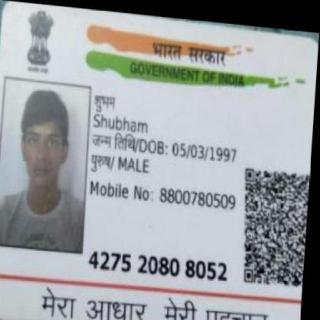 भारत सरकार
GOVERNMENT OF INDIA
शुभम
Shubham
जन्म तिथि/DOB: 05/03/1997
पुरुष/ MALE
Mobile No: 8800780509
4275 2080 8052
मेरा आधार, मेरी